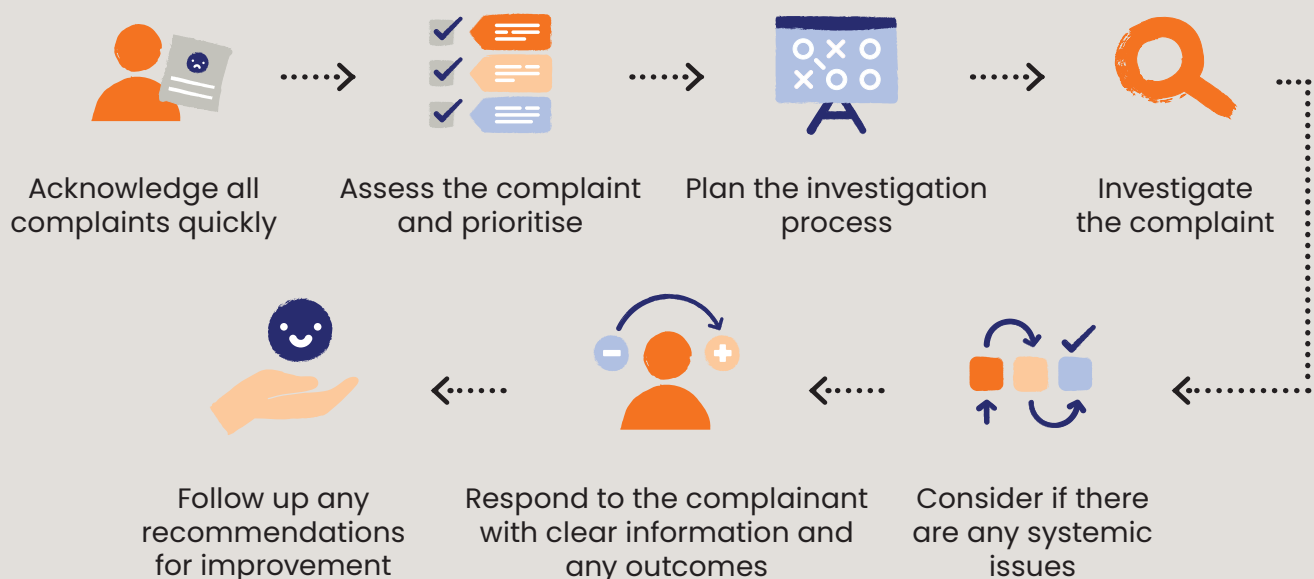 Acknowledge all
complaints quickly
Assess the complaint
and prioritise
Plan the investigation
process
Investigate
the complaint
Consider if there
are any systemic
issues
Respond to the complainant
with clear information and
any outcomes
Follow up any
recommendations
for improvement